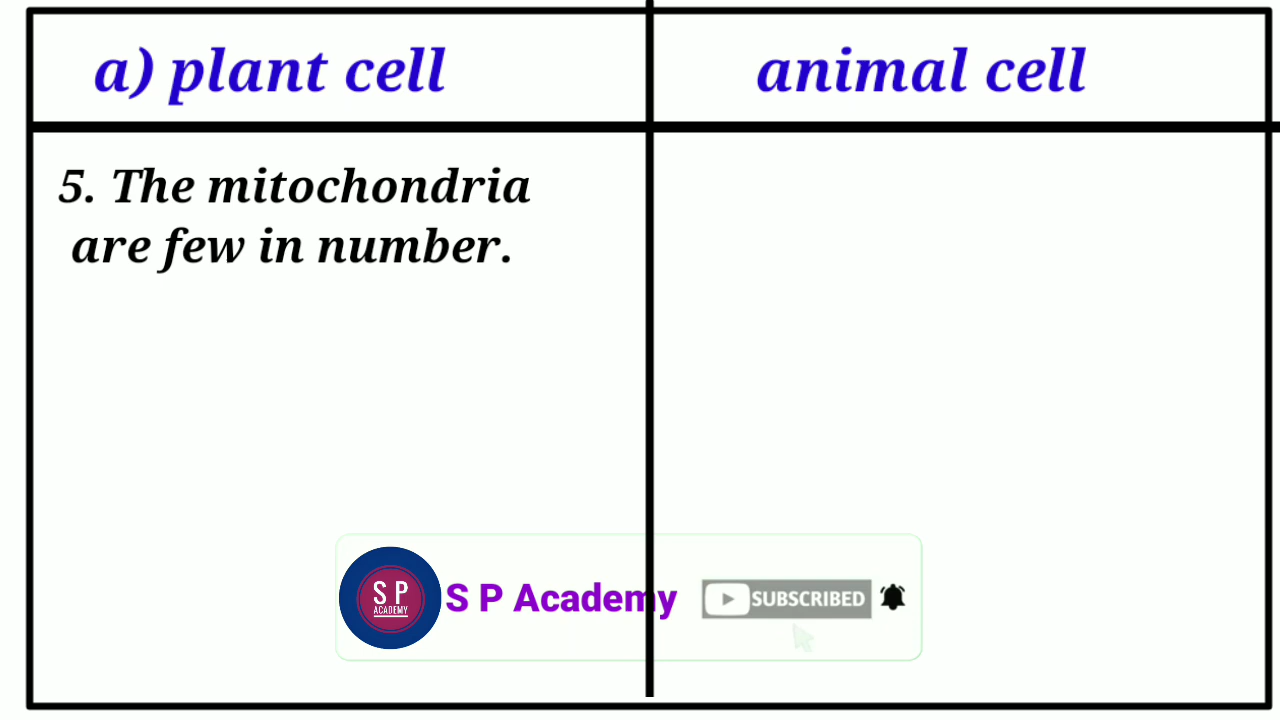 a) plant cell
animal cell
5. The mitochondria
are few in number.
S P
ACADEMY
S P Academy
SUBSCRIBED